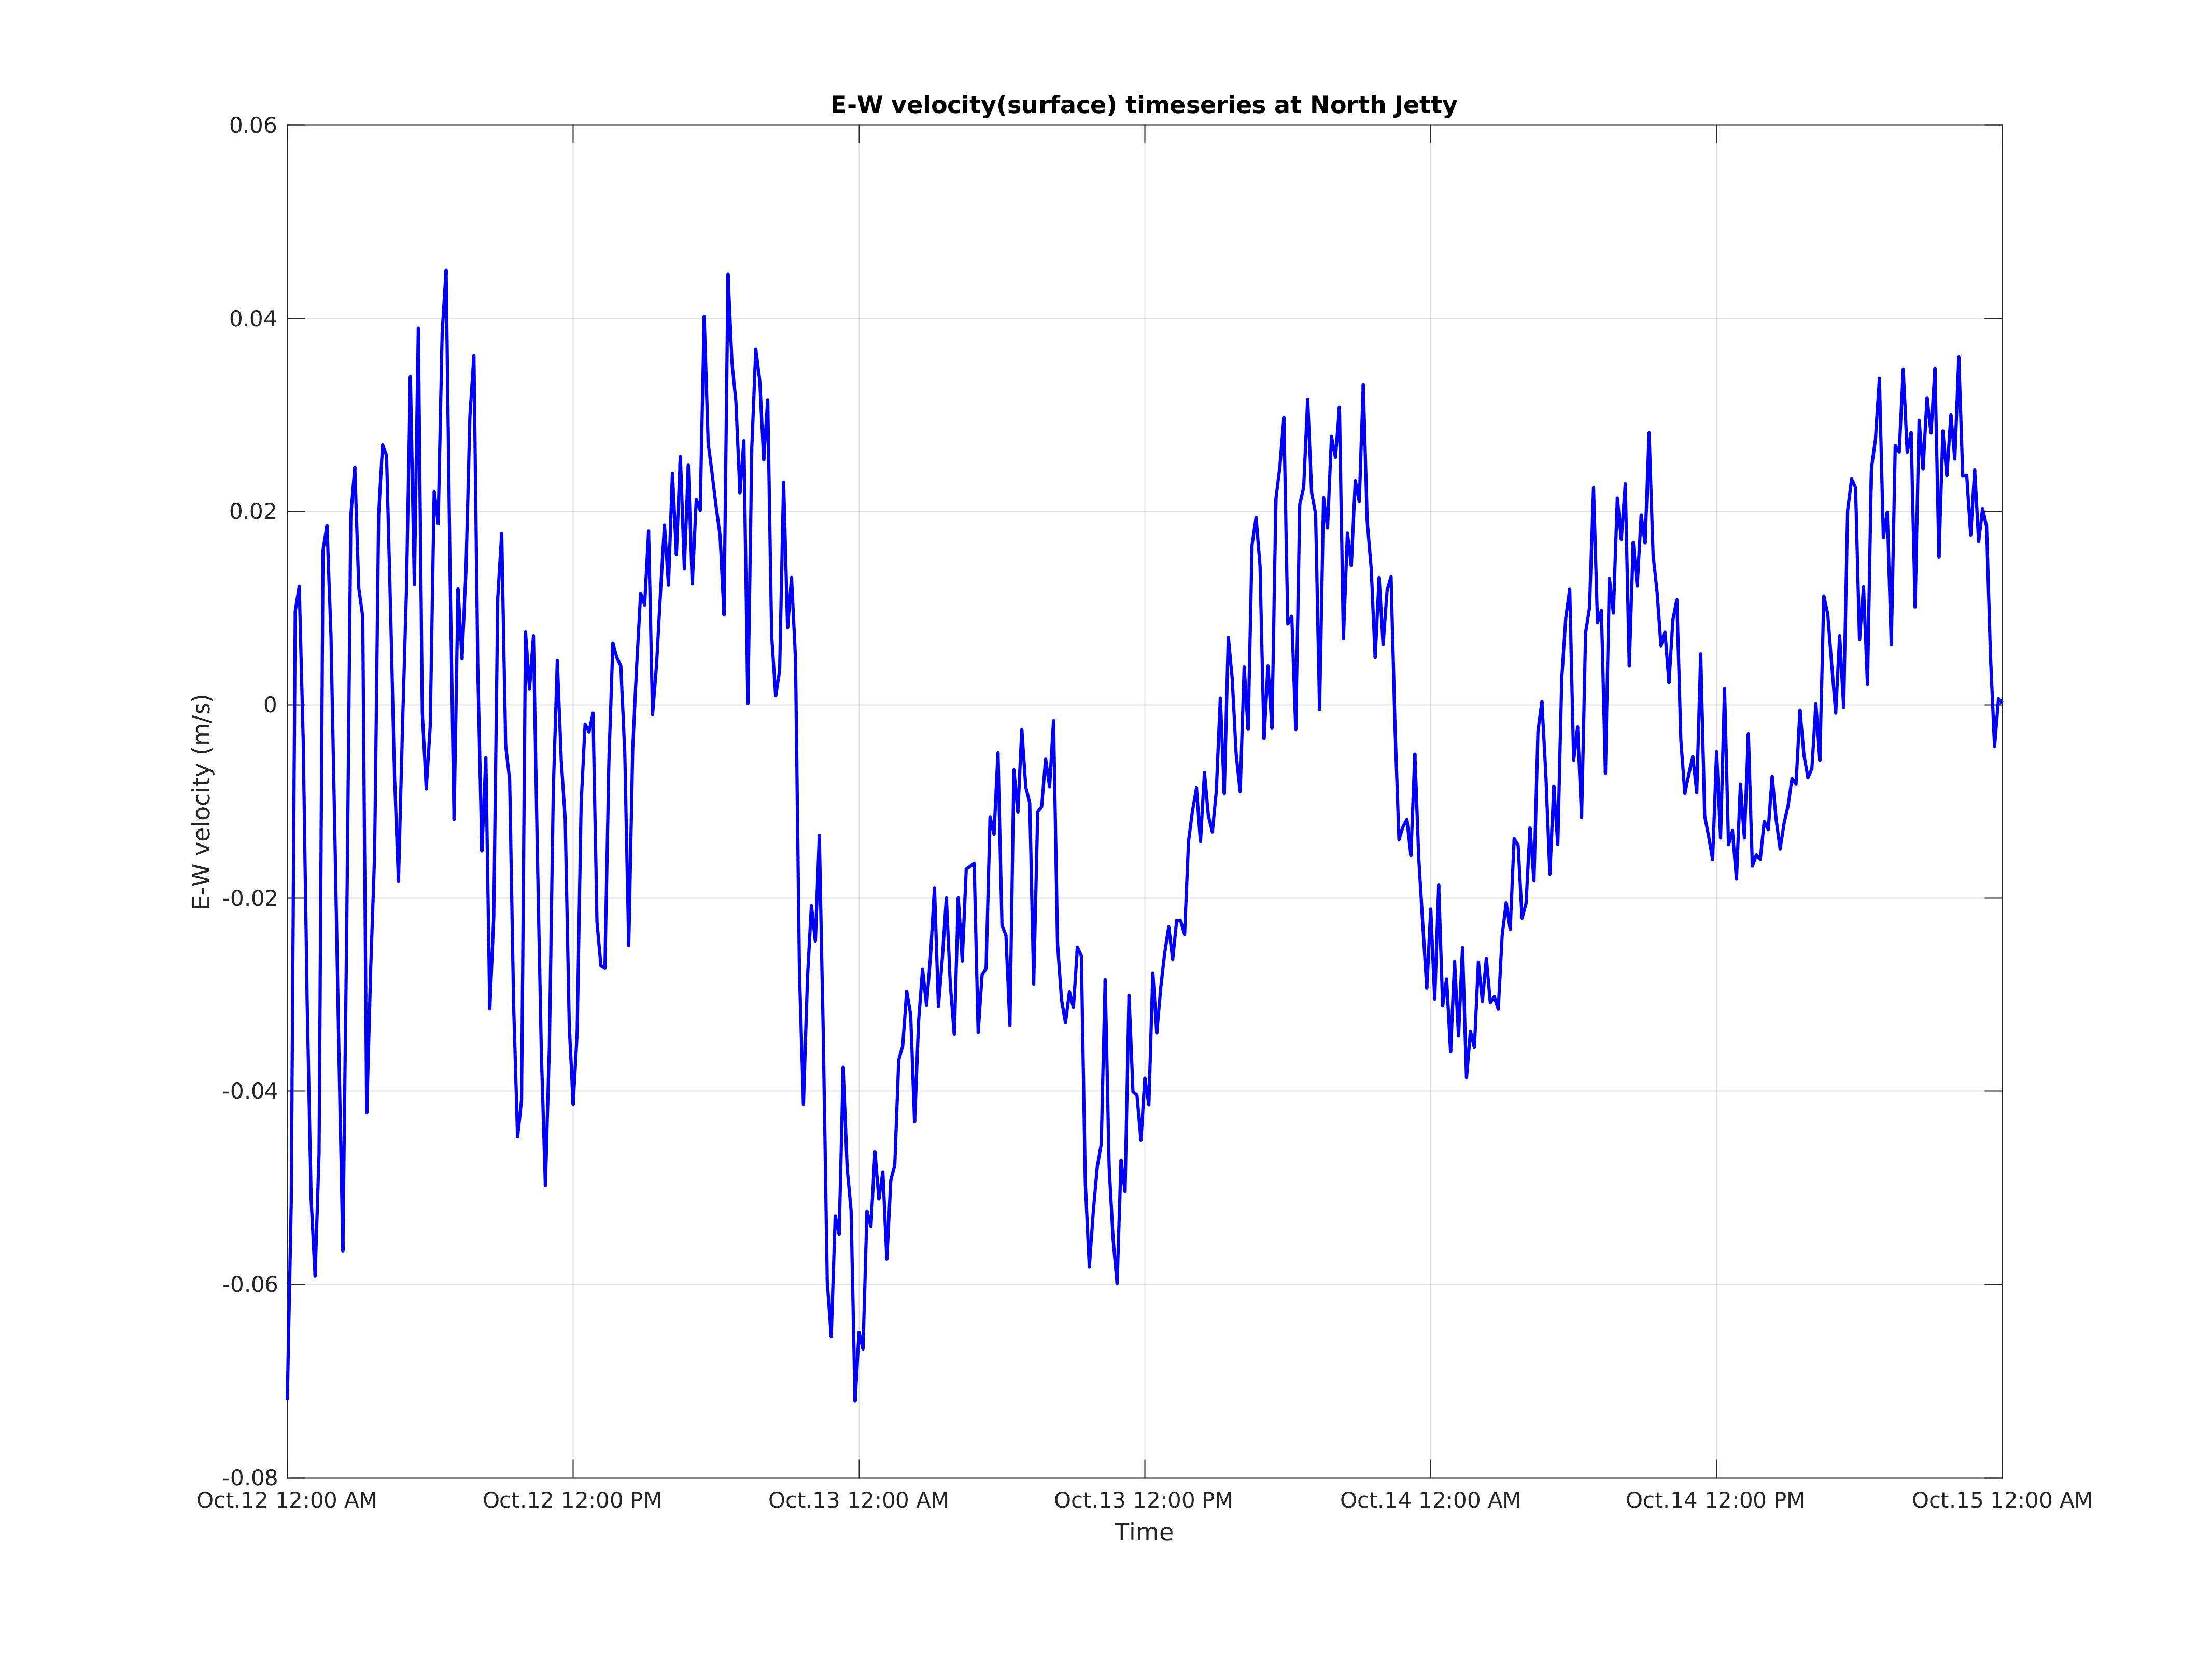 E-W velocity(surface) timeseries at North Jetty
0.06
0.04
0.02
0
-0.02
-0.04
-0.06
-0.08
E-W velocity (m/s)
Oct.12 12:00 AM Oct.12 12:00 PM Oct.13 12:00 AM Oct.13 12:00 PM Oct.14 12:00 AM Oct.14 12:00 PM Oct.15 12:00 AM
Time